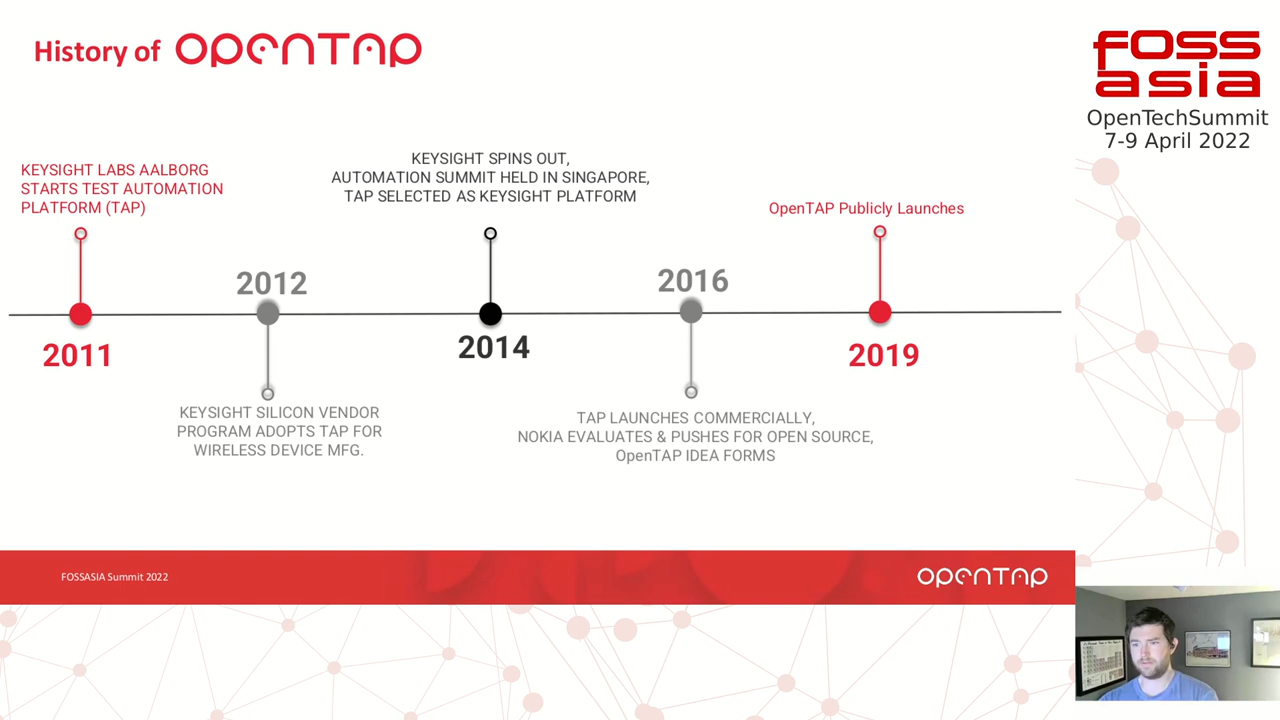 History of OPENTAP
FOSS
ASIA
OpenTechSummit
7-9 April 2022
KEYSIGHT LABS AALBORG
STARTS TEST AUTOMATION
PLATFORM (TAP)
2011
2012
KEYSIGHT SILICON VENDOR
PROGRAM ADOPTS TAP FOR
WIRELESS DEVICE MFG.
KEYSIGHT SPINS OUT,
AUTOMATION SUMMIT HELD IN SINGAPORE,
TAP SELECTED AS KEYSIGHT PLATFORM
2014
2016
TAP LAUNCHES COMMERCIALLY,
NOKIA EVALUATES & PUSHES FOR OPEN SOURCE,
OpenTAP IDEA FORMS
OpenTAP Publicly Launches
2019
FOSSASIA Summit 2022
OPENTAP